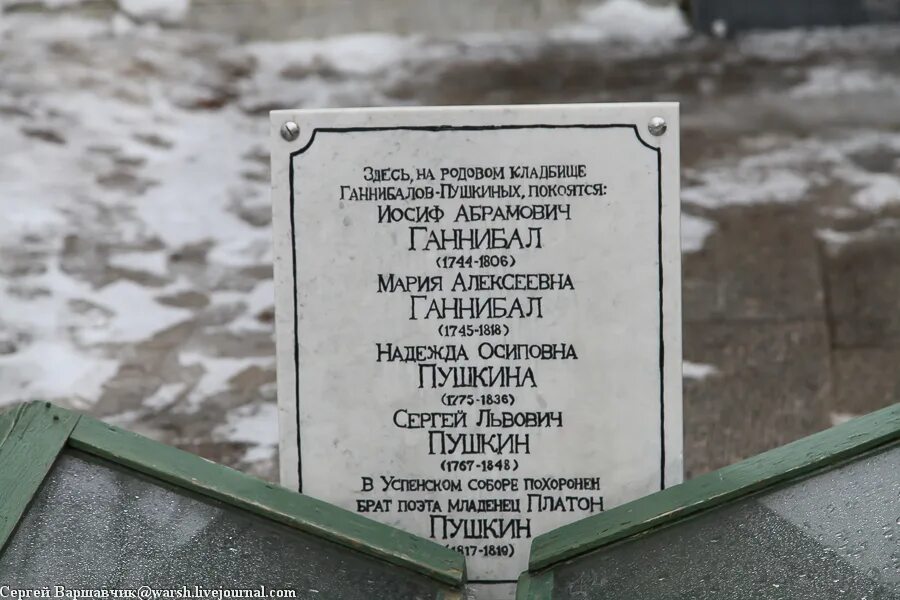 Здесь, на родовом кладбище
Ганнибалов-Пушкиных, покоятся:
Иосиф Абрамович
Ганнибал
(1744-1806)
Мария Алексеевна
Ганнибал
(1745-1818)
Надежда Осиповна
Пушкина
(1775-1836)
Сергей Львович
Пушкин
(1767-1848)
В Успенском соборе похоронен
брат поэта младенец Платон
Пушкин
(1817-1819)
Сергей Варшавчик@warsh.livejournal.com